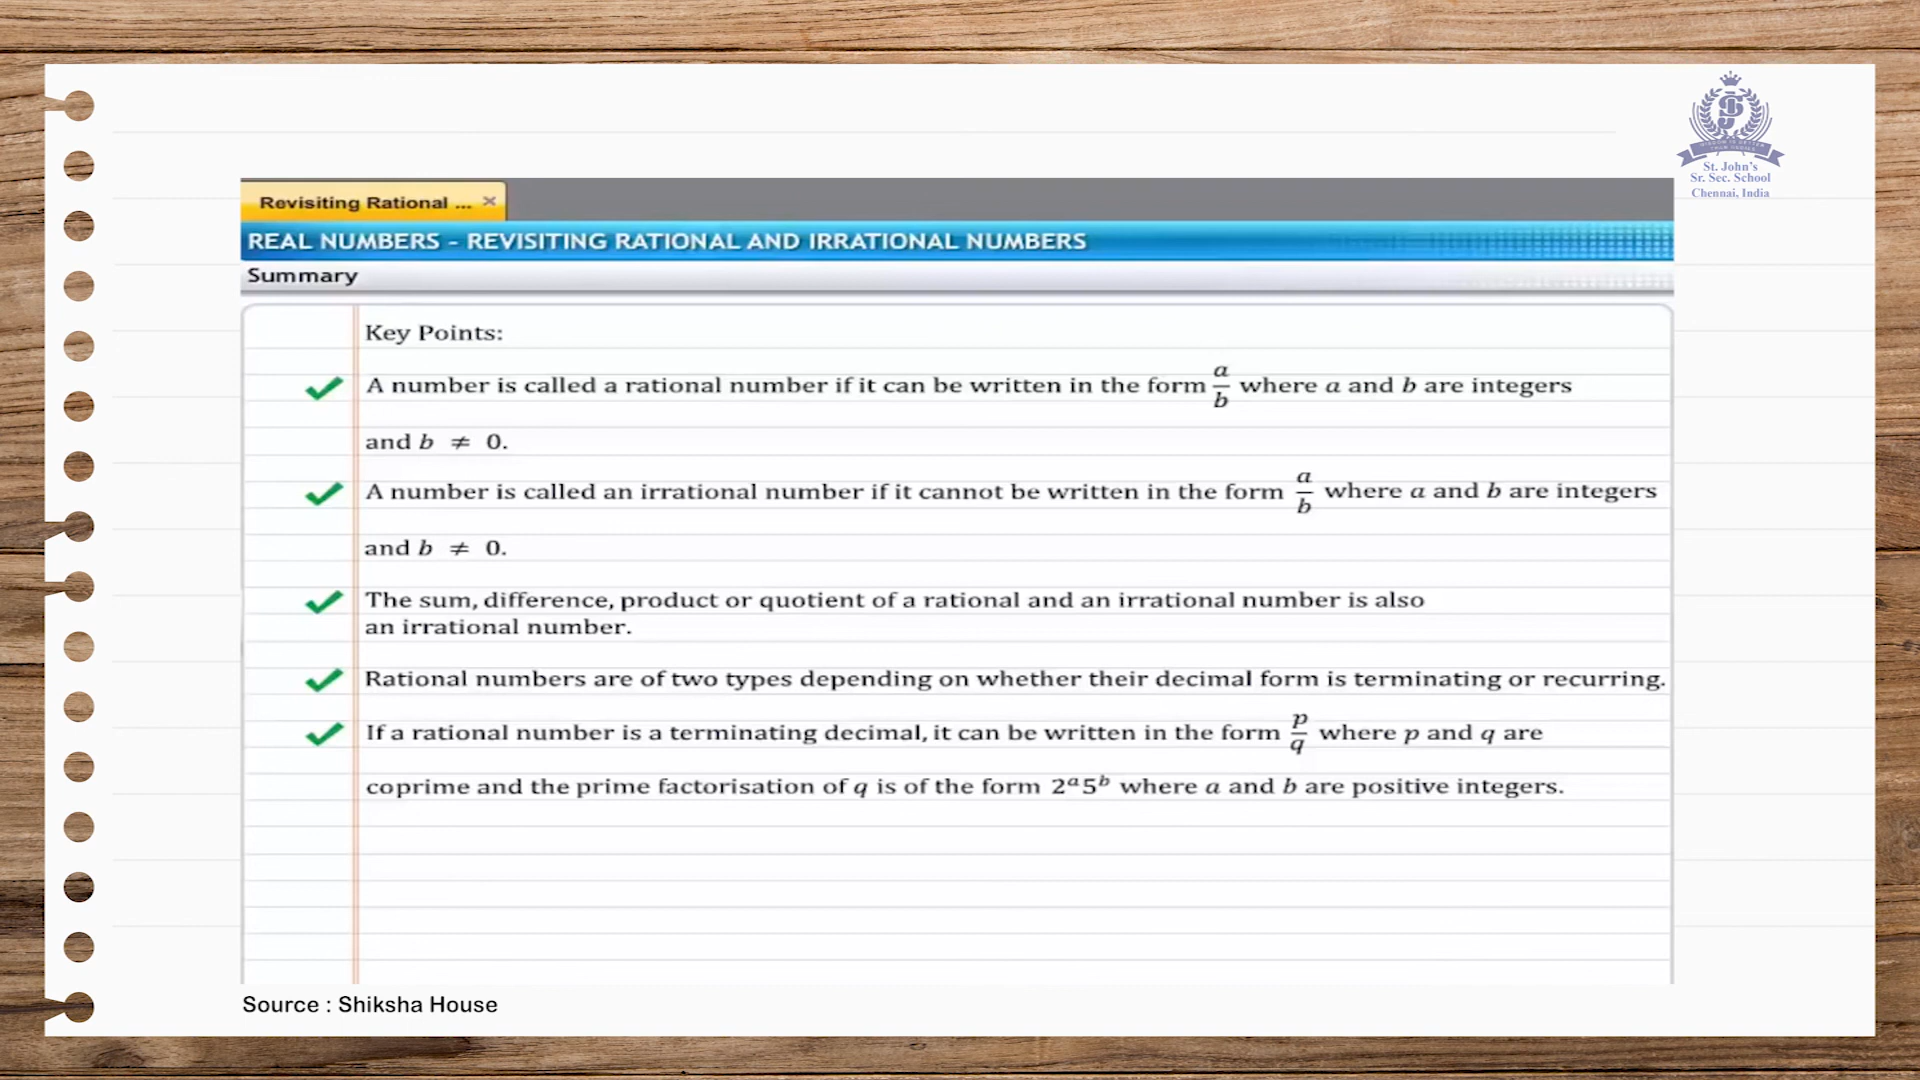 St. John's
Sr. Sec. School
Chennai, India
Revisiting Rational ...
REAL NUMBERS - REVISITING RATIONAL AND IRRATIONAL NUMBERS
Summary
Key Points:
A number is called a rational number if it can be written in the form a/b where a and b are integers
and b ≠ 0.
A number is called an irrational number if it cannot be written in the form a/b where a and b are integers
and b ≠ 0.
The sum, difference, product or quotient of a rational and an irrational number is also
an irrational number.
Rational numbers are of two types depending on whether their decimal form is terminating or recurring.
If a rational number is a terminating decimal, it can be written in the form p/q where p and q are
coprime and the prime factorisation of q is of the form 2ᵃ5ᵇ where a and b are positive integers.
Source : Shiksha House